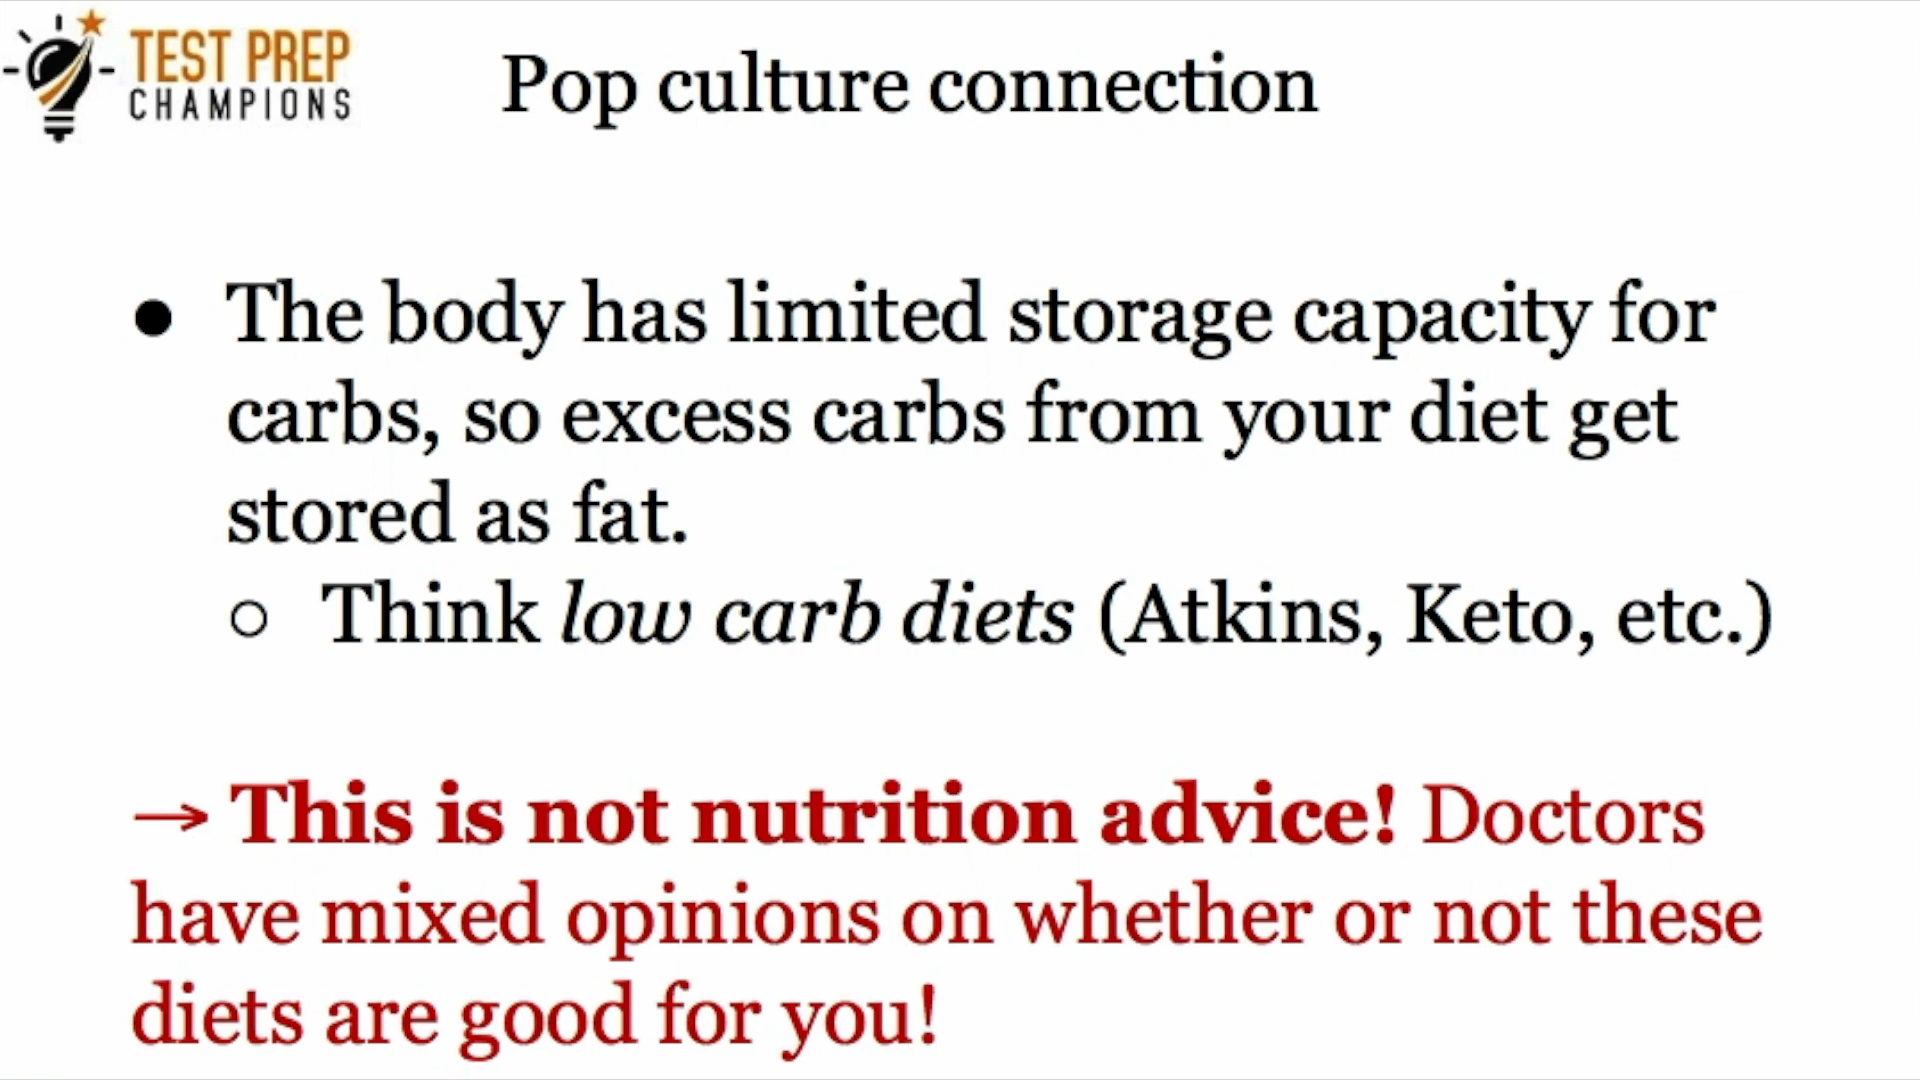 TEST PREP
CHAMPIONS
Pop culture connection
● The body has limited storage capacity for
carbs, so excess carbs from your diet get
stored as fat.
○ Think low carb diets (Atkins, Keto, etc.)
→ This is not nutrition advice! Doctors
have mixed opinions on whether or not these
diets are good for you!